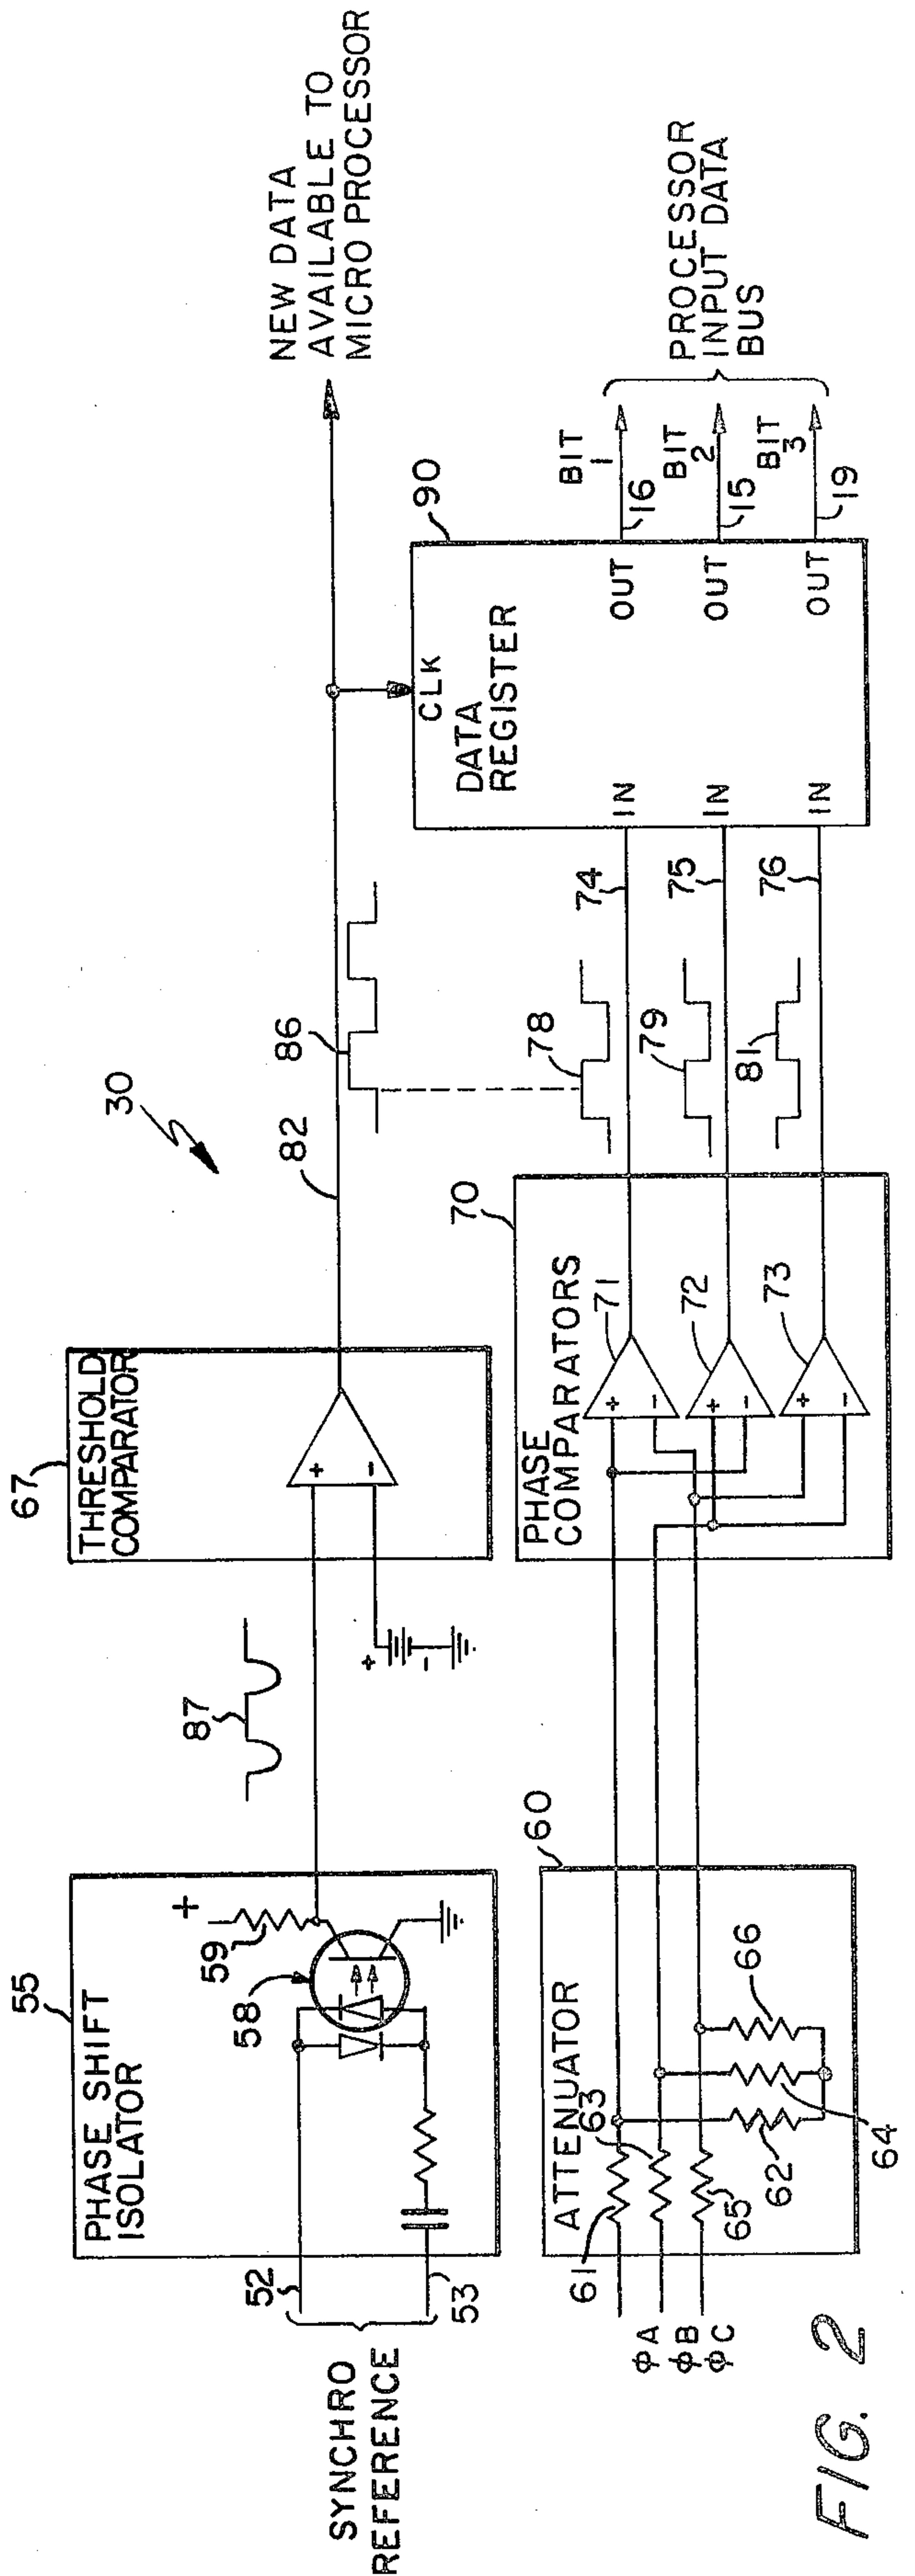 30
SYNCHRO
REFERENCE
52
53
55
PHASE SHIFT
ISOLATOR
58
59
+
87
67
THRESHOLD
COMPARATOR
+
−
+
−
82
86
NEW DATA
AVAILABLE TO
MICRO PROCESSOR
ΦA
ΦB
ΦC
60
ATTENUATOR
61
63
65
62
64
66
70
PHASE
COMPARATORS
+
−
71
+
−
72
+
−
73
78
79
81
74
75
76
90
CLK
DATA
REGISTER
IN
IN
IN
OUT
OUT
OUT
BIT
1
16
BIT
2
15
BIT
3
19
PROCESSOR
INPUT DATA
BUS
FIG. 2